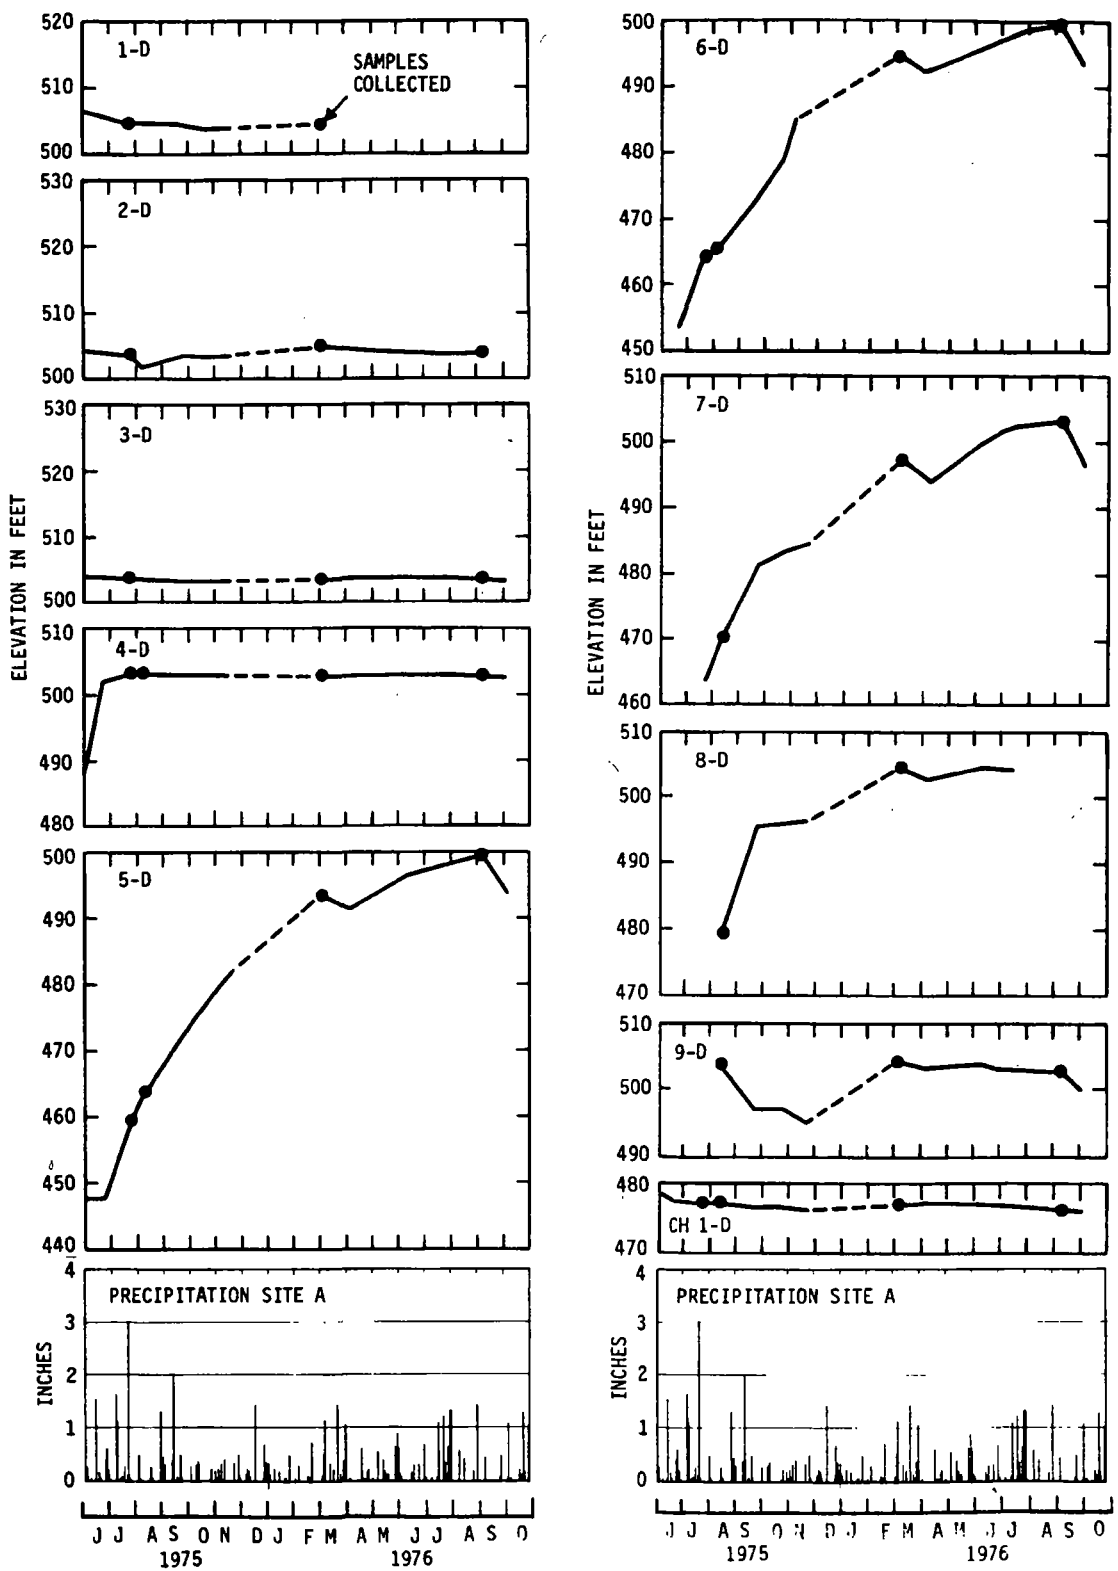 520
1-D
SAMPLES
COLLECTED
510
500
530
2-D
520
510
500
530
3-D
520
510
500
510
4-D
500
490
480
500
5-D
490
480
470
460
450
440
ELEVATION IN FEET
4
PRECIPITATION SITE A
3
2
1
0
INCHES
J J A S O N D J F M A M J J A S O
1975 1976
500
6-D
490
480
470
460
450
510
7-D
500
490
480
470
460
510
8-D
500
490
480
470
510
9-D
500
490
480
CH 1-D
470
ELEVATION IN FEET
4
PRECIPITATION SITE A
3
2
1
0
INCHES
J J A S O N D J F M A M J J A S O
1975 1976